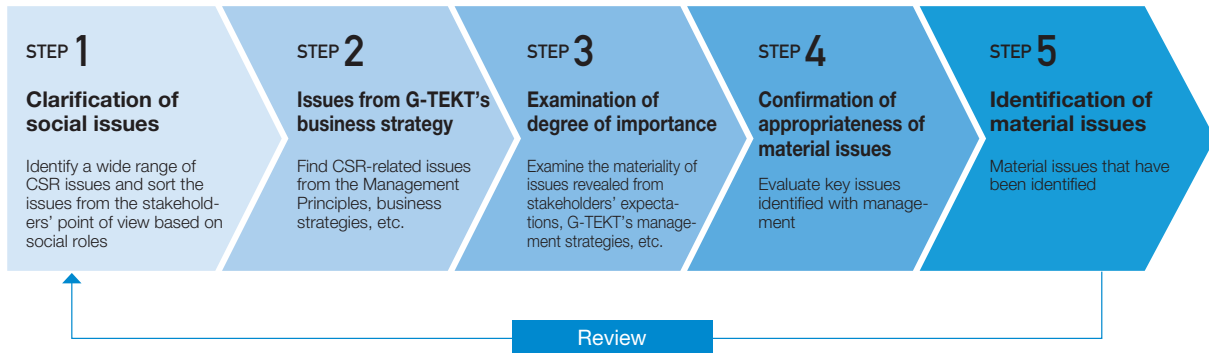 STEP 1
Clarification of
social issues
Identify a wide range of
CSR issues and sort the
issues from the stakehold-
ers' point of view based on
social roles
STEP 2
Issues from G-TEKT's
business strategy
Find CSR-related issues
from the Management
Principles, business
strategies, etc.
STEP 3
Examination of
degree of importance
Examine the materiality of
issues revealed from
stakeholders' expecta-
tions, G-TEKT's manage-
ment strategies, etc.
STEP 4
Confirmation of
appropriateness of
material issues
Evaluate key issues
identified with manage-
ment
STEP 5
Identification of
material issues
Material issues that have
been identified
Review